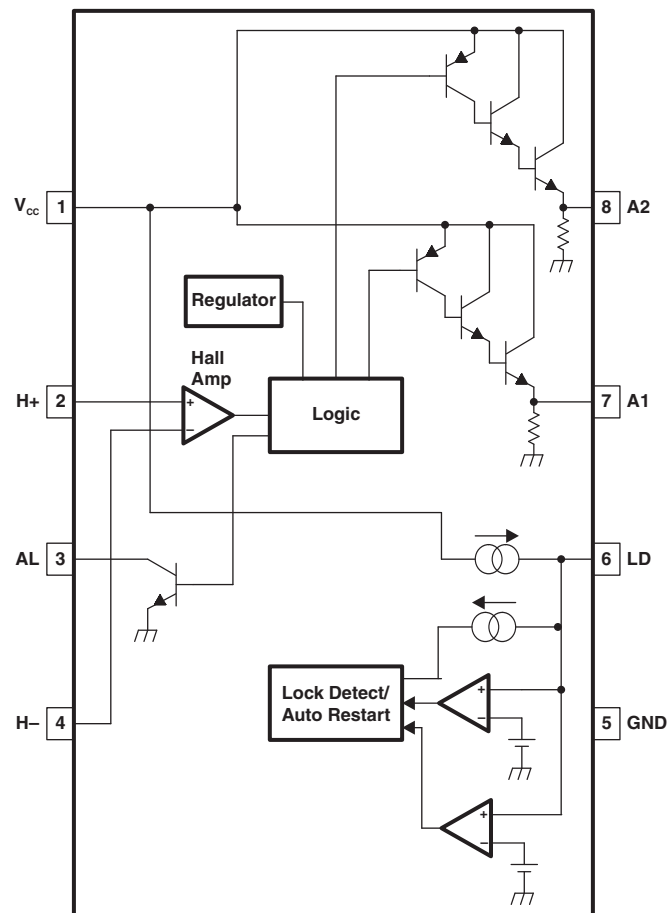 V_CC 1
8 A2
Regulator
Hall
Amp
H+ 2
+
−
Logic
7 A1
AL 3
6 LD
Lock Detect/
Auto Restart
+
−
H− 4
5 GND
+
−